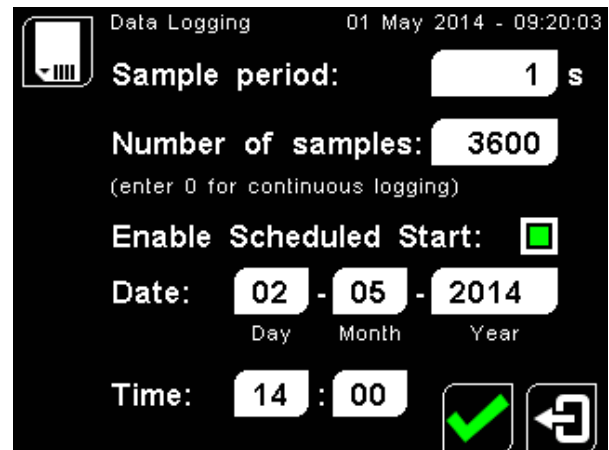 Data Logging 01 May 2014 - 09:20:03
Sample period: 1 s
Number of samples: 3600
(enter 0 for continuous logging)
Enable Scheduled Start:
Date: 02 - 05 - 2014
Day Month Year
Time: 14 : 00